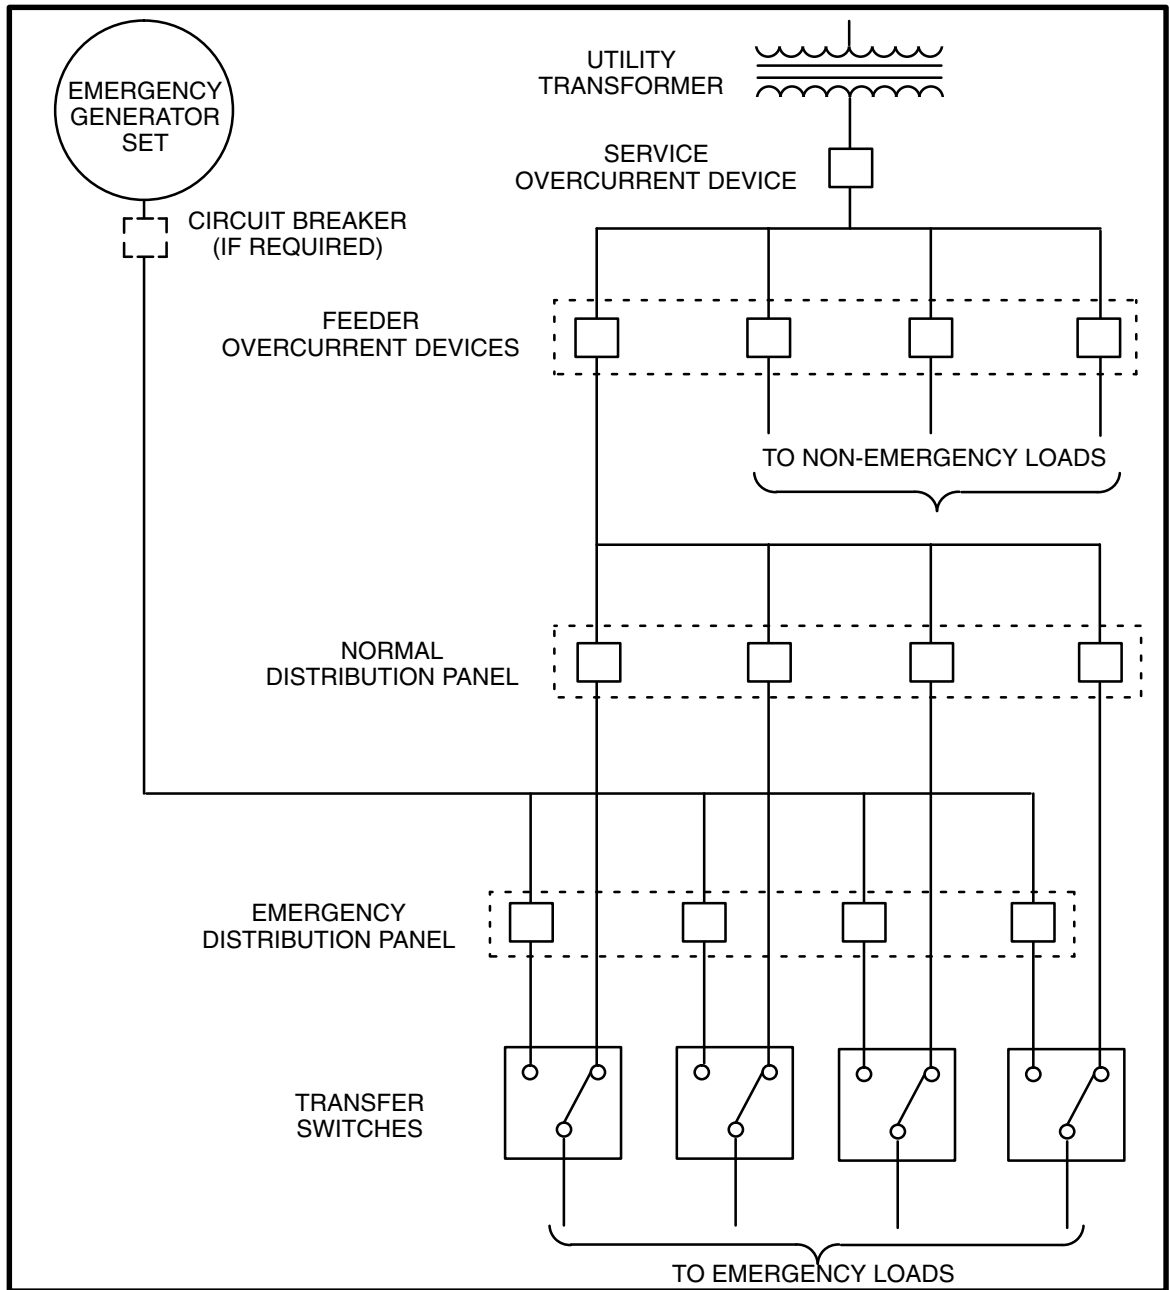 EMERGENCY
GENERATOR
SET
UTILITY
TRANSFORMER
SERVICE
OVERCURRENT DEVICE
CIRCUIT BREAKER
(IF REQUIRED)
FEEDER
OVERCURRENT DEVICES
TO NON-EMERGENCY LOADS
NORMAL
DISTRIBUTION PANEL
EMERGENCY
DISTRIBUTION PANEL
TRANSFER
SWITCHES
TO EMERGENCY LOADS